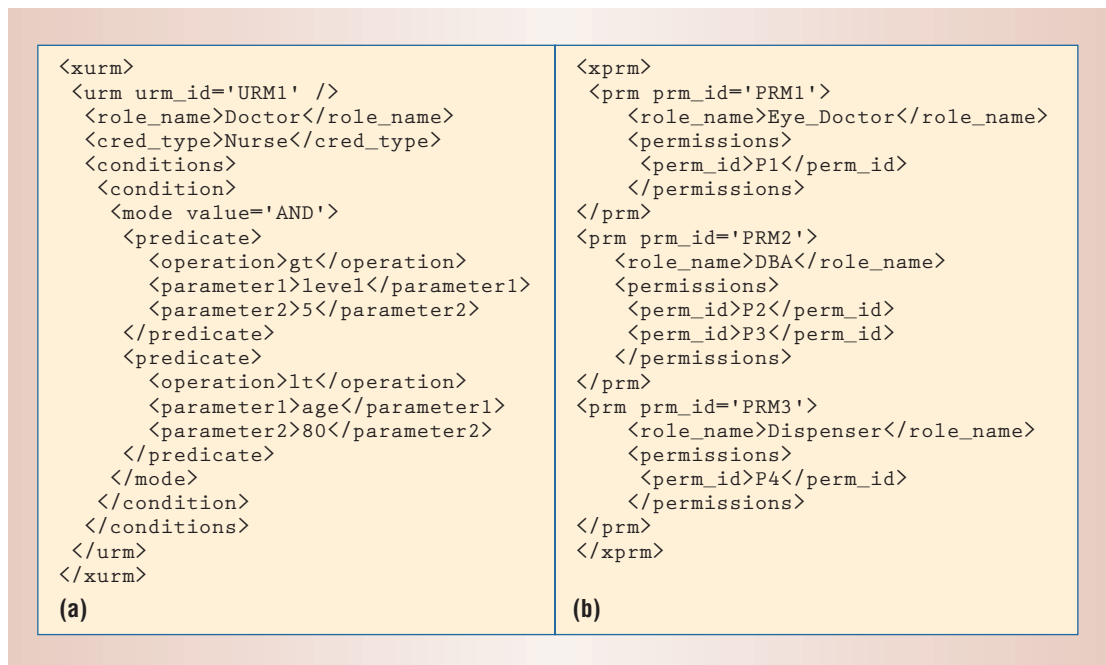 <xurm>
<urm urm_id='URM1' />
<role_name>Doctor</role_name>
<cred_type>Nurse</cred_type>
<conditions>
<condition>
<mode value='AND'>
<predicate>
<operation>gt</operation>
<parameter1>level</parameter1>
<parameter2>5</parameter2>
</predicate>
<predicate>
<operation>lt</operation>
<parameter1>age</parameter1>
<parameter2>80</parameter2>
</predicate>
</mode>
</condition>
</conditions>
</urm>
</xurm>
(a)
<xprm>
<prm prm_id='PRM1'>
<role_name>Eye_Doctor</role_name>
<permissions>
<perm_id>P1</perm_id>
</permissions>
</prm>
<prm prm_id='PRM2'>
<role_name>DBA</role_name>
<permissions>
<perm_id>P2</perm_id>
<perm_id>P3</perm_id>
</permissions>
</prm>
<prm prm_id='PRM3'>
<role_name>Dispenser</role_name>
<permissions>
<perm_id>P4</perm_id>
</permissions>
</prm>
</xprm>
(b)